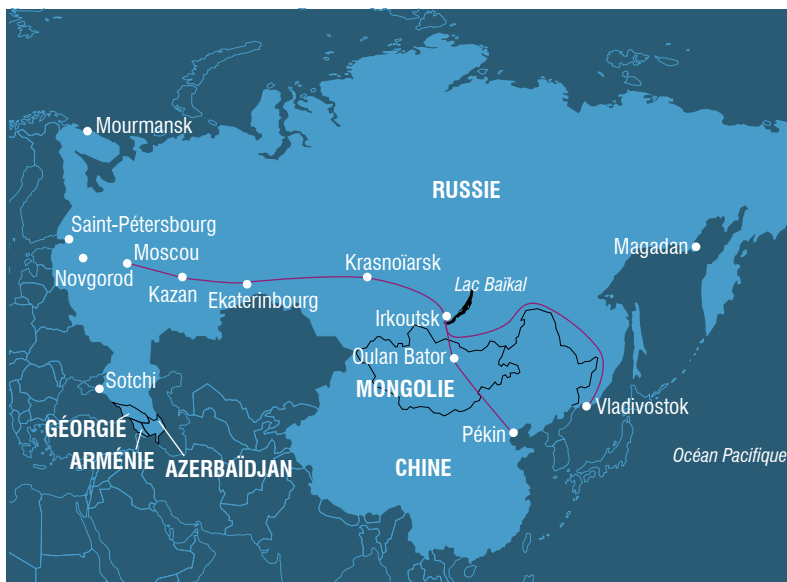 Mourmansk
RUSSIE
Saint-Pétersbourg
Novgorod
Moscou
Kazan
Ekaterinbourg
Krasnoïarsk
Lac Baïkal
Magadan
Irkoutsk
Oulan Bator
MONGOLIE
Sotchi
Vladivostok
GÉORGIE
ARMÉNIE
AZERBAÏDJAN
Pékin
CHINE
Océan Pacifique